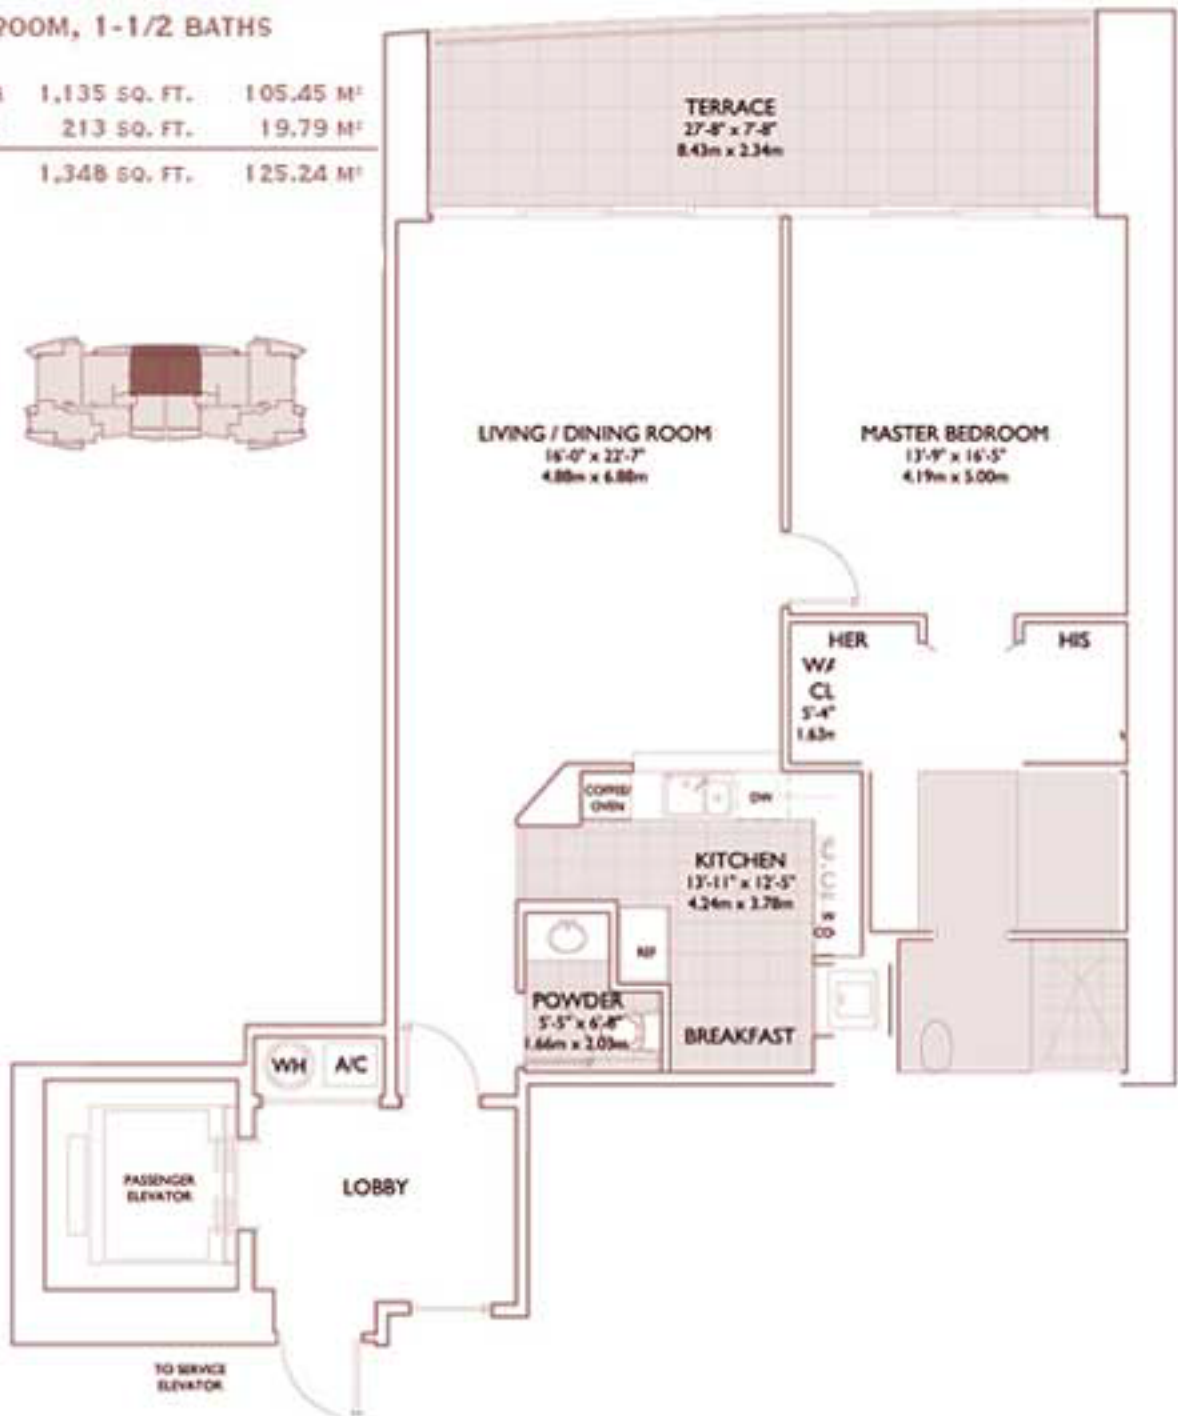 ROOM, 1-1/2 BATHS
1,135 SQ. FT. 105.45 M²
213 SQ. FT. 19.79 M²
1,348 SQ. FT. 125.24 M²
TERRACE
27'-8" x 7'-8"
8.43m x 2.34m
LIVING / DINING ROOM
16'-0" x 22'-7"
4.88m x 6.88m
MASTER BEDROOM
13'-9" x 16'-5"
4.19m x 5.00m
HER
HIS
WA
CL
5'-4"
1.63m
COFFEE/
OVEN
DW
KITCHEN
13'-11" x 12'-5"
4.24m x 3.78m
CO
REF
POWDER
5'-5" x 6'-8"
1.66m x 2.03m
BREAKFAST
WH
A/C
PASSENGER
ELEVATOR
LOBBY
TO SERVICE
ELEVATOR